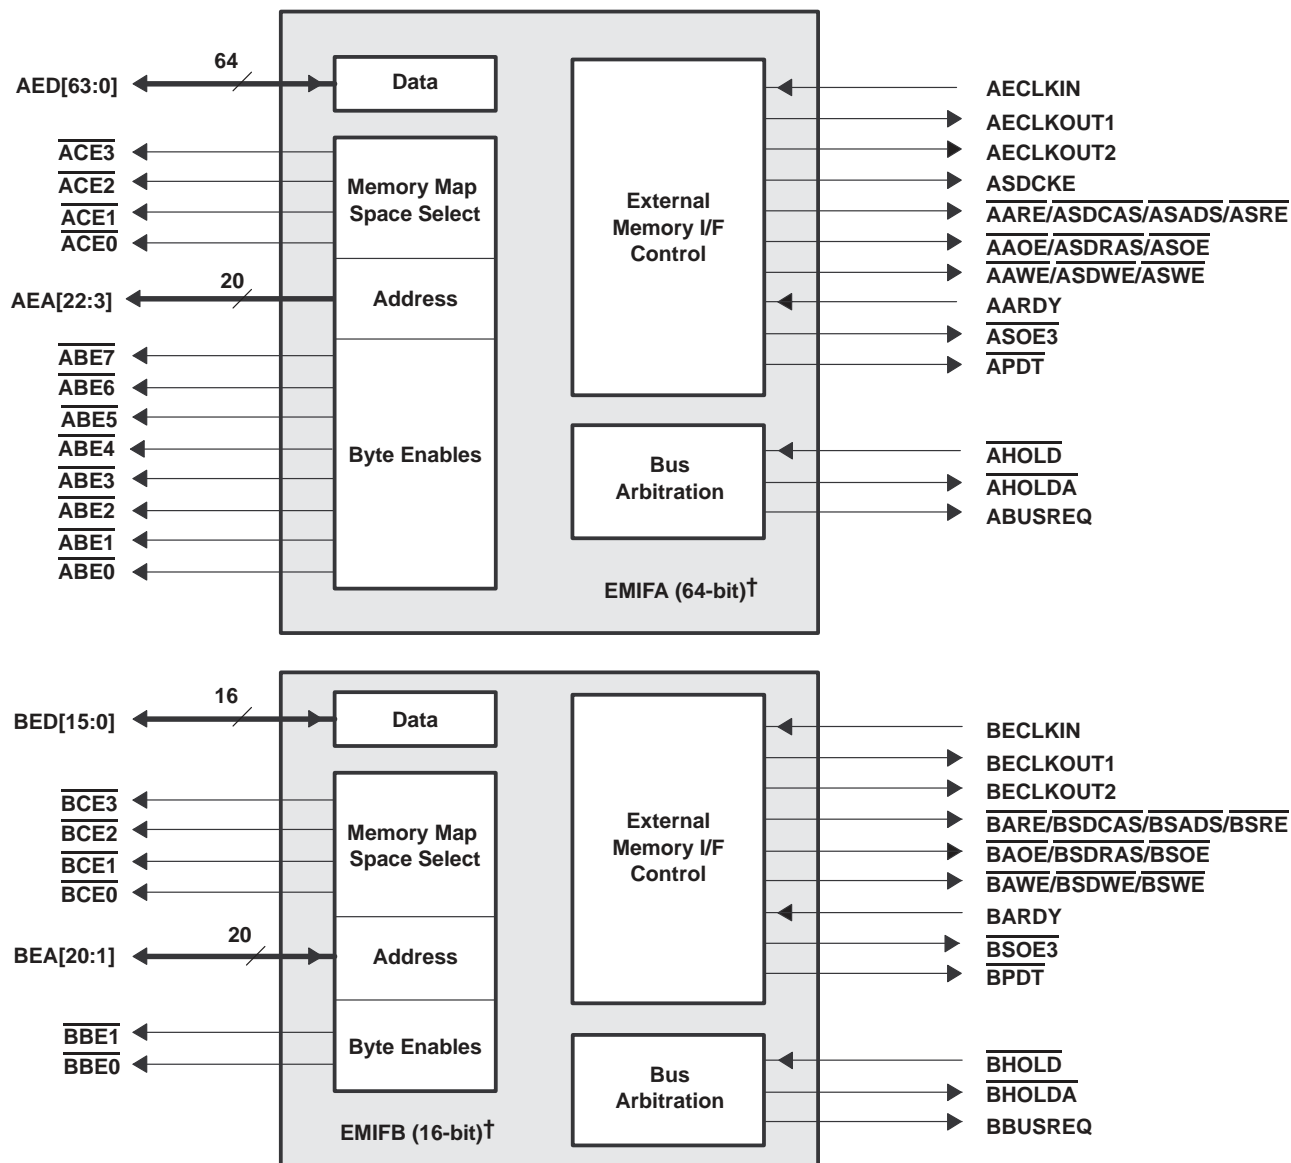 64
AED[63:0]
Data
ACE3
ACE2
ACE1
ACE0
Memory Map
Space Select
20
AEA[22:3]
Address
ABE7
ABE6
ABE5
ABE4
ABE3
ABE2
ABE1
ABE0
Byte Enables
External
Memory I/F
Control
AECLKIN
AECLKOUT1
AECLKOUT2
ASDCKE
AARE/ASDCAS/ASADS/ASRE
AAOE/ASDRAS/ASOE
AAWE/ASDWE/ASWE
AARDY
ASOE3
APDT
Bus
Arbitration
AHOLD
AHOLDA
ABUSREQ
EMIFA (64-bit)†
16
BED[15:0]
Data
BCE3
BCE2
BCE1
BCE0
Memory Map
Space Select
20
BEA[20:1]
Address
BBE1
BBE0
Byte Enables
External
Memory I/F
Control
BECLKIN
BECLKOUT1
BECLKOUT2
BARE/BSDCAS/BSADS/BSRE
BAOE/BSDRAS/BSOE
BAWE/BSDWE/BSWE
BARDY
BSOE3
BPDT
Bus
Arbitration
BHOLD
BHOLDA
BBUSREQ
EMIFB (16-bit)†